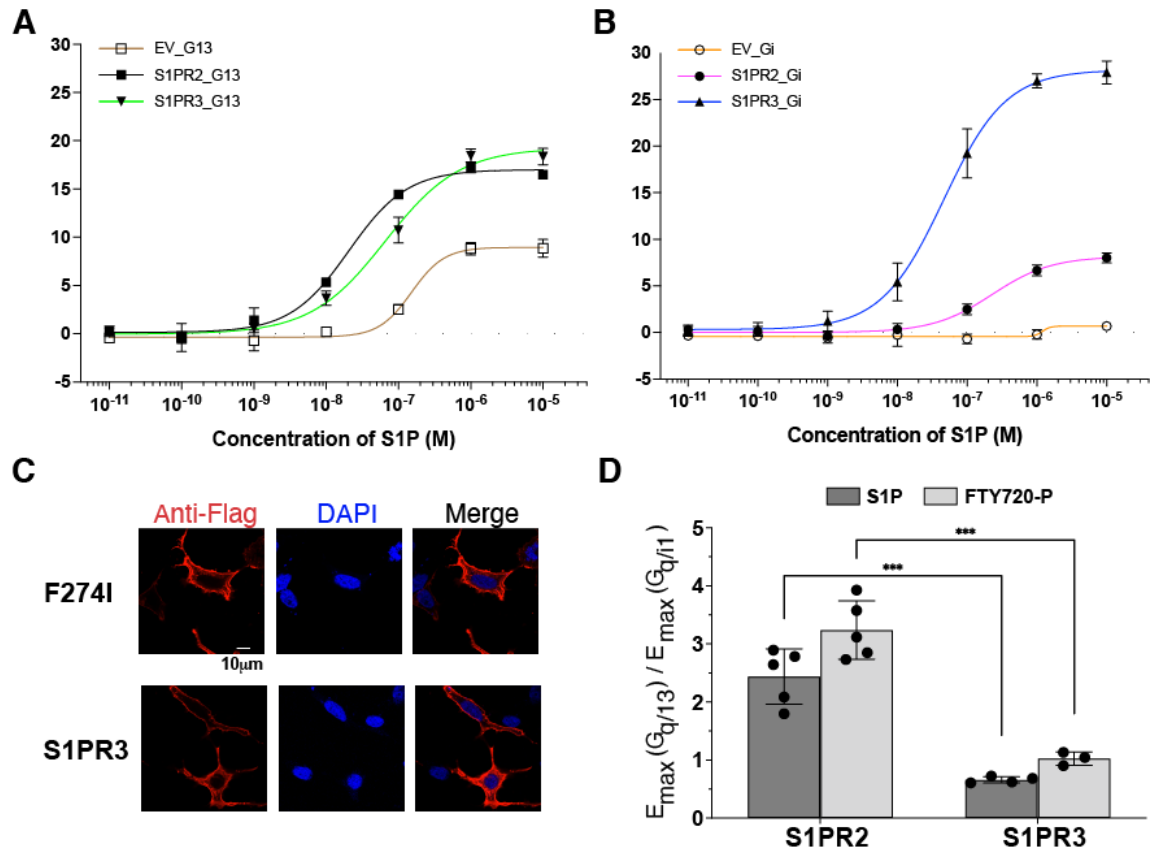 A
EV_G13
S1PR2_G13
S1PR3_G13
30
25
20
15
10
5
0
-5
10-11 10-10 10-9 10-8 10-7 10-6 10-5
Concentration of S1P (M)
B
EV_Gi
S1PR2_Gi
S1PR3_Gi
30
25
20
15
10
5
0
-5
10-11 10-10 10-9 10-8 10-7 10-6 10-5
Concentration of S1P (M)
C
Anti-Flag DAPI Merge
F274I
10μm
S1PR3
D
S1P FTY720-P
Emax(Gq/13) / Emax(Gq/i1)
5
4
3
2
1
0
***
***
S1PR2 S1PR3